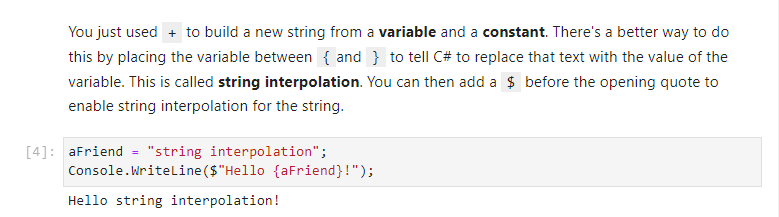 You just used + to build a new string from a variable and a constant. There's a better way to do
this by placing the variable between { and } to tell C# to replace that text with the value of the
variable. This is called string interpolation. You can then add a $ before the opening quote to
enable string interpolation for the string.
[4]: aFriend = "string interpolation";
Console.WriteLine($"Hello {aFriend}!");
Hello string interpolation!